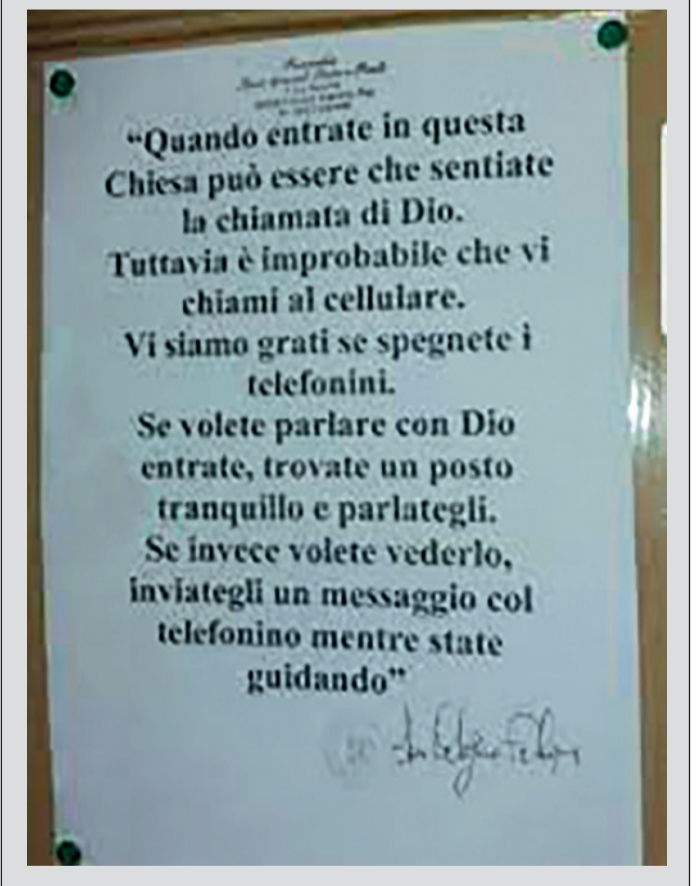 “Quando entrate in questa
Chiesa può essere che sentiate
la chiamata di Dio.
Tuttavia è improbabile che vi
chiami al cellulare.
Vi siamo grati se spegnete i
telefonini.
Se volete parlare con Dio
entrate, trovate un posto
tranquillo e parlategli.
Se invece volete vederlo,
inviategli un messaggio col
telefonino mentre state
guidando”